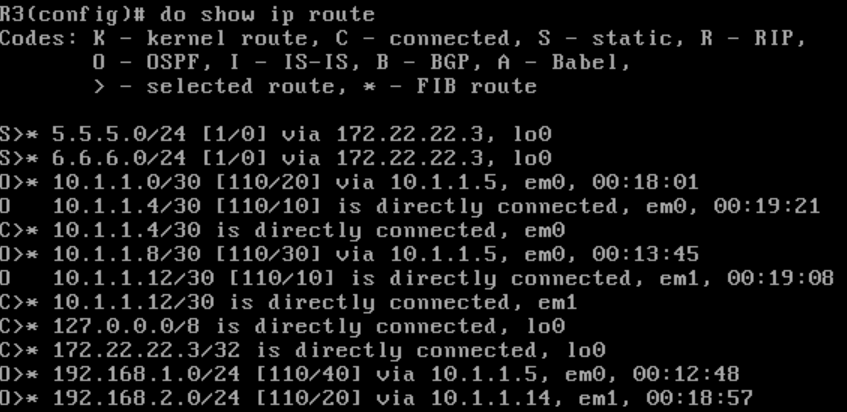 R3(config)# do show ip route
Codes: K - kernel route, C - connected, S - static, R - RIP,
O - OSPF, I - IS-IS, B - BGP, A - Babel,
> - selected route, * - FIB route
S>* 5.5.5.0/24 [1/0] via 172.22.22.3, lo0
S>* 6.6.6.0/24 [1/0] via 172.22.22.3, lo0
O>* 10.1.1.0/30 [110/20] via 10.1.1.5, em0, 00:18:01
O   10.1.1.4/30 [110/10] is directly connected, em0, 00:19:21
C>* 10.1.1.4/30 is directly connected, em0
O>* 10.1.1.8/30 [110/30] via 10.1.1.5, em0, 00:13:45
O   10.1.1.12/30 [110/10] is directly connected, em1, 00:19:08
C>* 10.1.1.12/30 is directly connected, em1
C>* 127.0.0.0/8 is directly connected, lo0
C>* 172.22.22.3/32 is directly connected, lo0
O>* 192.168.1.0/24 [110/40] via 10.1.1.5, em0, 00:12:48
O>* 192.168.2.0/24 [110/20] via 10.1.1.14, em1, 00:18:57